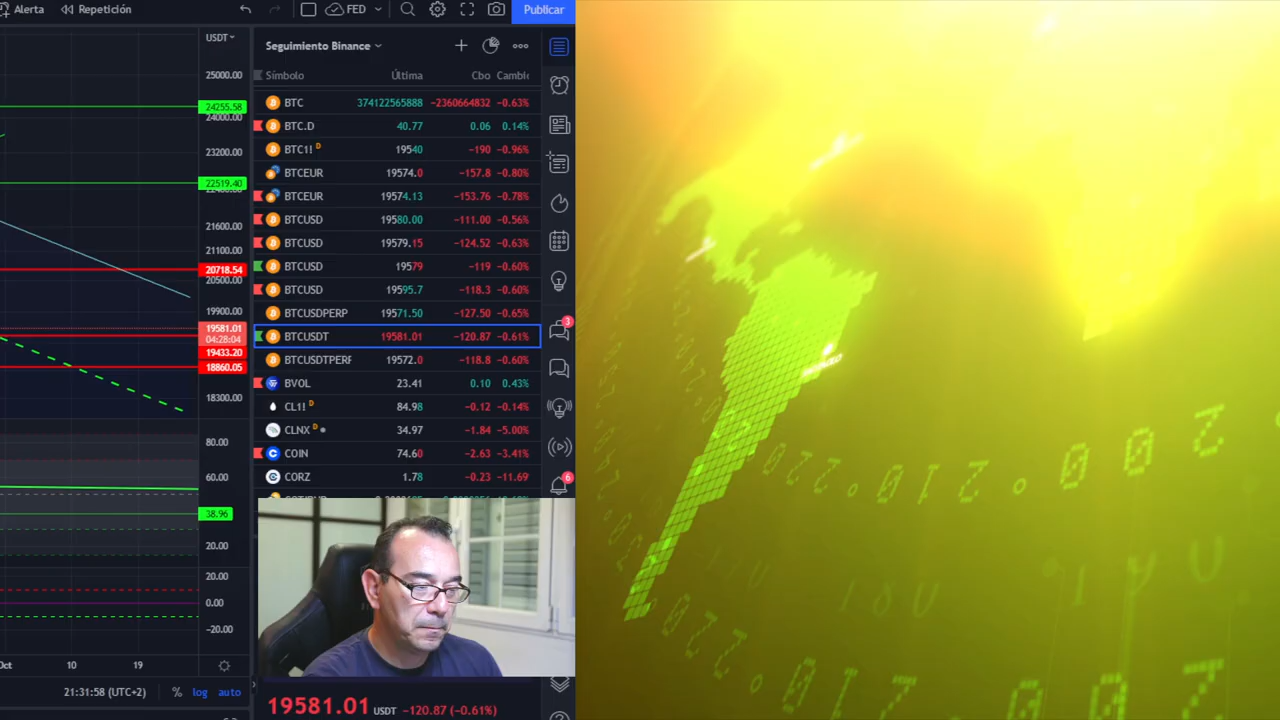 Alerta
Repetición
FED
Publicar
USDT
Seguimiento Binance
Símbolo Última Cbo
25000.00
24255.58
24000.00
23200.00
22519.40
21600.00
21100.00
20718.54
20500.00
19900.00
19581.01
04:28:04
19433.20
18860.05
18300.00
80.00
60.00
38.96
20.00
20.00
0.00
−20.00
BTC 374122565888 −2360664832 −0.63%
BTC.D 40.77 0.06 0.14%
BTC1! D 19540 −190 −0.96%
BTCEUR 19574.0 −157.8 −0.80%
BTCEUR 19574.13 −153.76 −0.78%
BTCUSD 19580.00 −111.00 −0.56%
BTCUSD 19579.15 −124.52 −0.63%
BTCUSD 19579 −119 −0.60%
BTCUSD 19595.7 −118.3 −0.60%
BTCUSDPERP 19571.50 −127.50 −0.65%
BTCUSDT 19581.01 −120.87 −0.61%
BTCUSDTPERF 19572.0 −118.8 −0.60%
BVOL 23.41 0.10 0.43%
CL1! D 84.98 −0.12 −0.14%
CLNX D 34.97 −1.84 −5.00%
COIN 74.60 −2.63 −3.41%
CORZ 1.78 −0.23 −11.69
3
6
10 19
21:31:58 (UTC+2) % log auto
19581.01 USDT −120.87 (−0.61%)